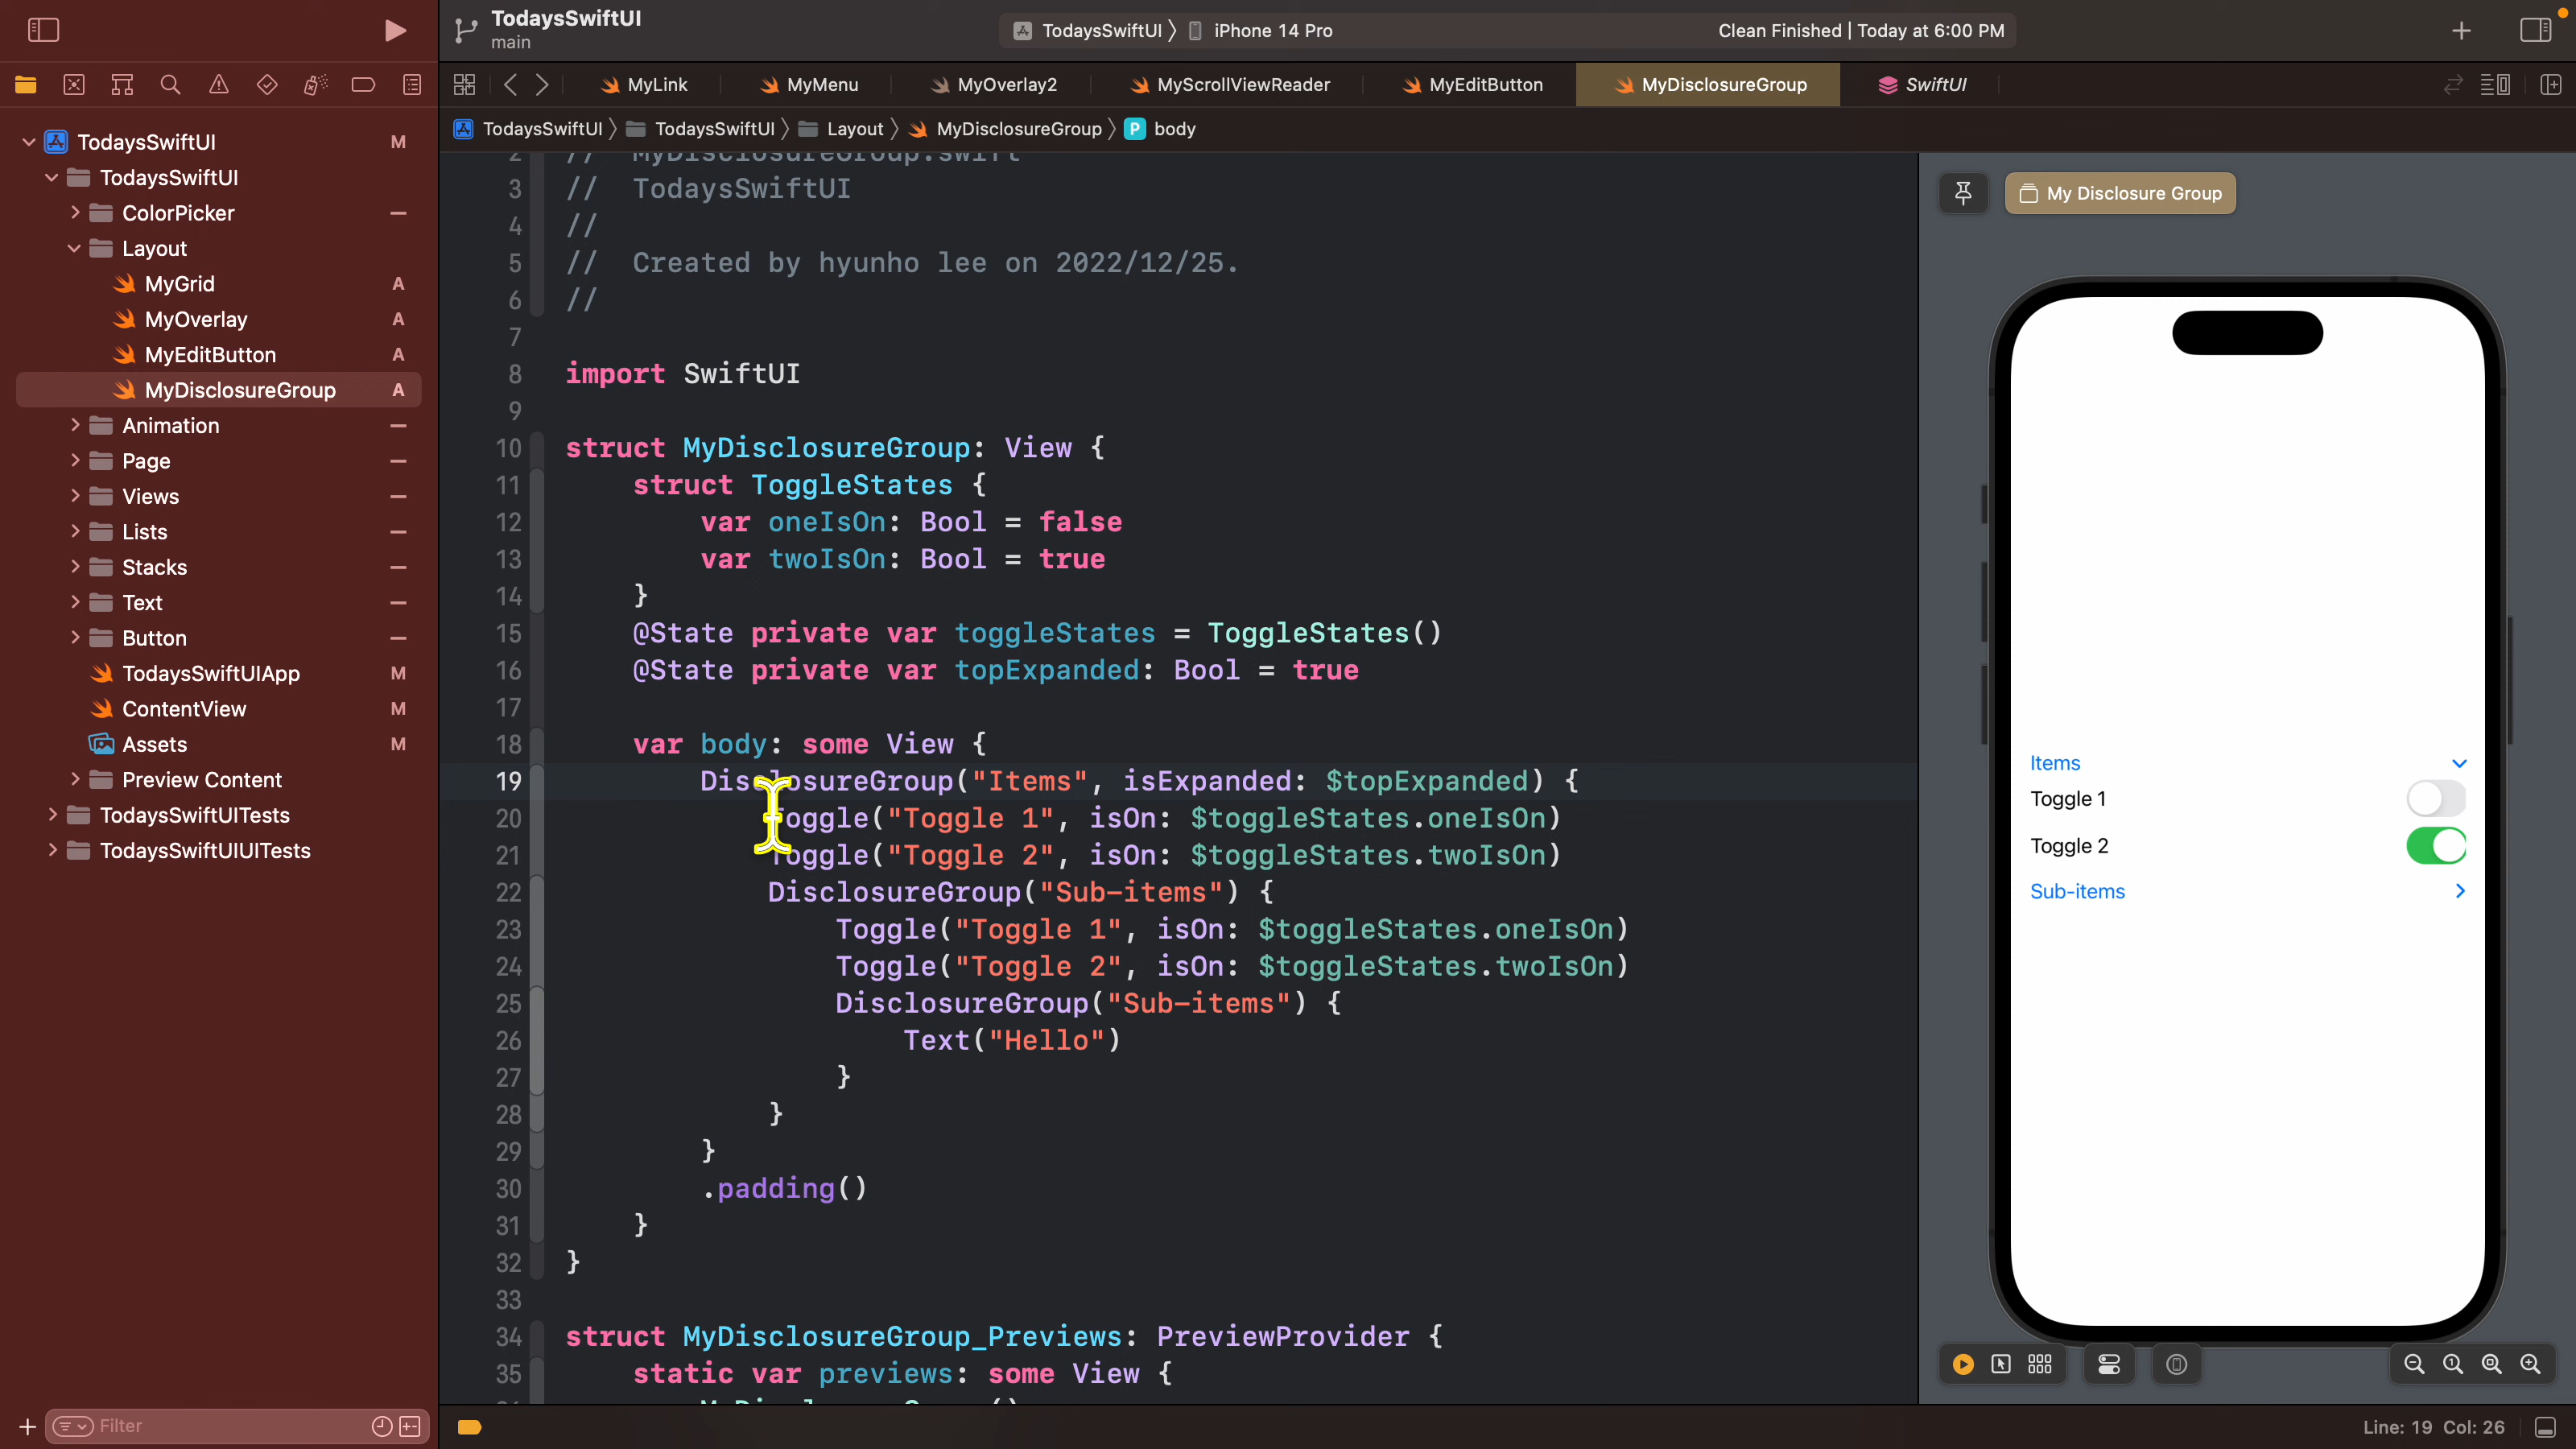 TodaysSwiftUI
main
TodaysSwiftUI
iPhone 14 Pro
Clean Finished | Today at 6:00 PM
MyLink
MyMenu
MyOverlay2
MyScrollViewReader
MyEditButton
MyDisclosureGroup
SwiftUI
TodaysSwiftUI
TodaysSwiftUI
Layout
MyDisclosureGroup
P body
TodaysSwiftUI M
TodaysSwiftUI
ColorPicker
Layout
MyGrid A
MyOverlay A
MyEditButton A
MyDisclosureGroup A
Animation
Page
Views
Lists
Stacks
Text
Button
TodaysSwiftUIApp M
ContentView M
Assets M
Preview Content
TodaysSwiftUITests
TodaysSwiftUIUITests
Filter
2 // MyDisclosureGroup.swift
3 // TodaysSwiftUI
4 //
5 // Created by hyunho lee on 2022/12/25.
6 //
7
8 import SwiftUI
9
10 struct MyDisclosureGroup: View {
11 struct ToggleStates {
12 var oneIsOn: Bool = false
13 var twoIsOn: Bool = true
14 }
15 @State private var toggleStates = ToggleStates()
16 @State private var topExpanded: Bool = true
17
18 var body: some View {
19 DisclosureGroup("Items", isExpanded: $topExpanded) {
20 Toggle("Toggle 1", isOn: $toggleStates.oneIsOn)
21 Toggle("Toggle 2", isOn: $toggleStates.twoIsOn)
22 DisclosureGroup("Sub-items") {
23 Toggle("Toggle 1", isOn: $toggleStates.oneIsOn)
24 Toggle("Toggle 2", isOn: $toggleStates.twoIsOn)
25 DisclosureGroup("Sub-items") {
26 Text("Hello")
27 }
28 }
29 }
30 .padding()
31 }
32 }
33
34 struct MyDisclosureGroup_Previews: PreviewProvider {
35 static var previews: some View {
My Disclosure Group
Items
Toggle 1
Toggle 2
Sub-items
Line: 19 Col: 26